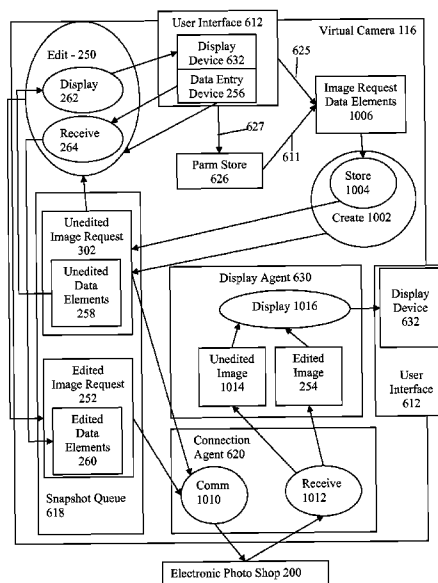 User Interface 612
Virtual Camera 116
Edit - 250
Display
262
Display
Device 632
Data Entry
Device 256
625
Image Request
Data Elements
1006
Receive
264
627
611
Parm Store
626
Store
1004
Create 1002
Unedited
Image Request
302
Unedited
Data
Elements
258
Display Agent 630
Display 1016
Display
Device
632
Unedited
Image
1014
Edited
Image
254
User
Interface
612
Edited
Image Request
252
Edited
Data
Elements
260
Connection
Agent 620
Comm
1010
Receive
1012
Snapshot Queue
618
Electronic Photo Shop 200